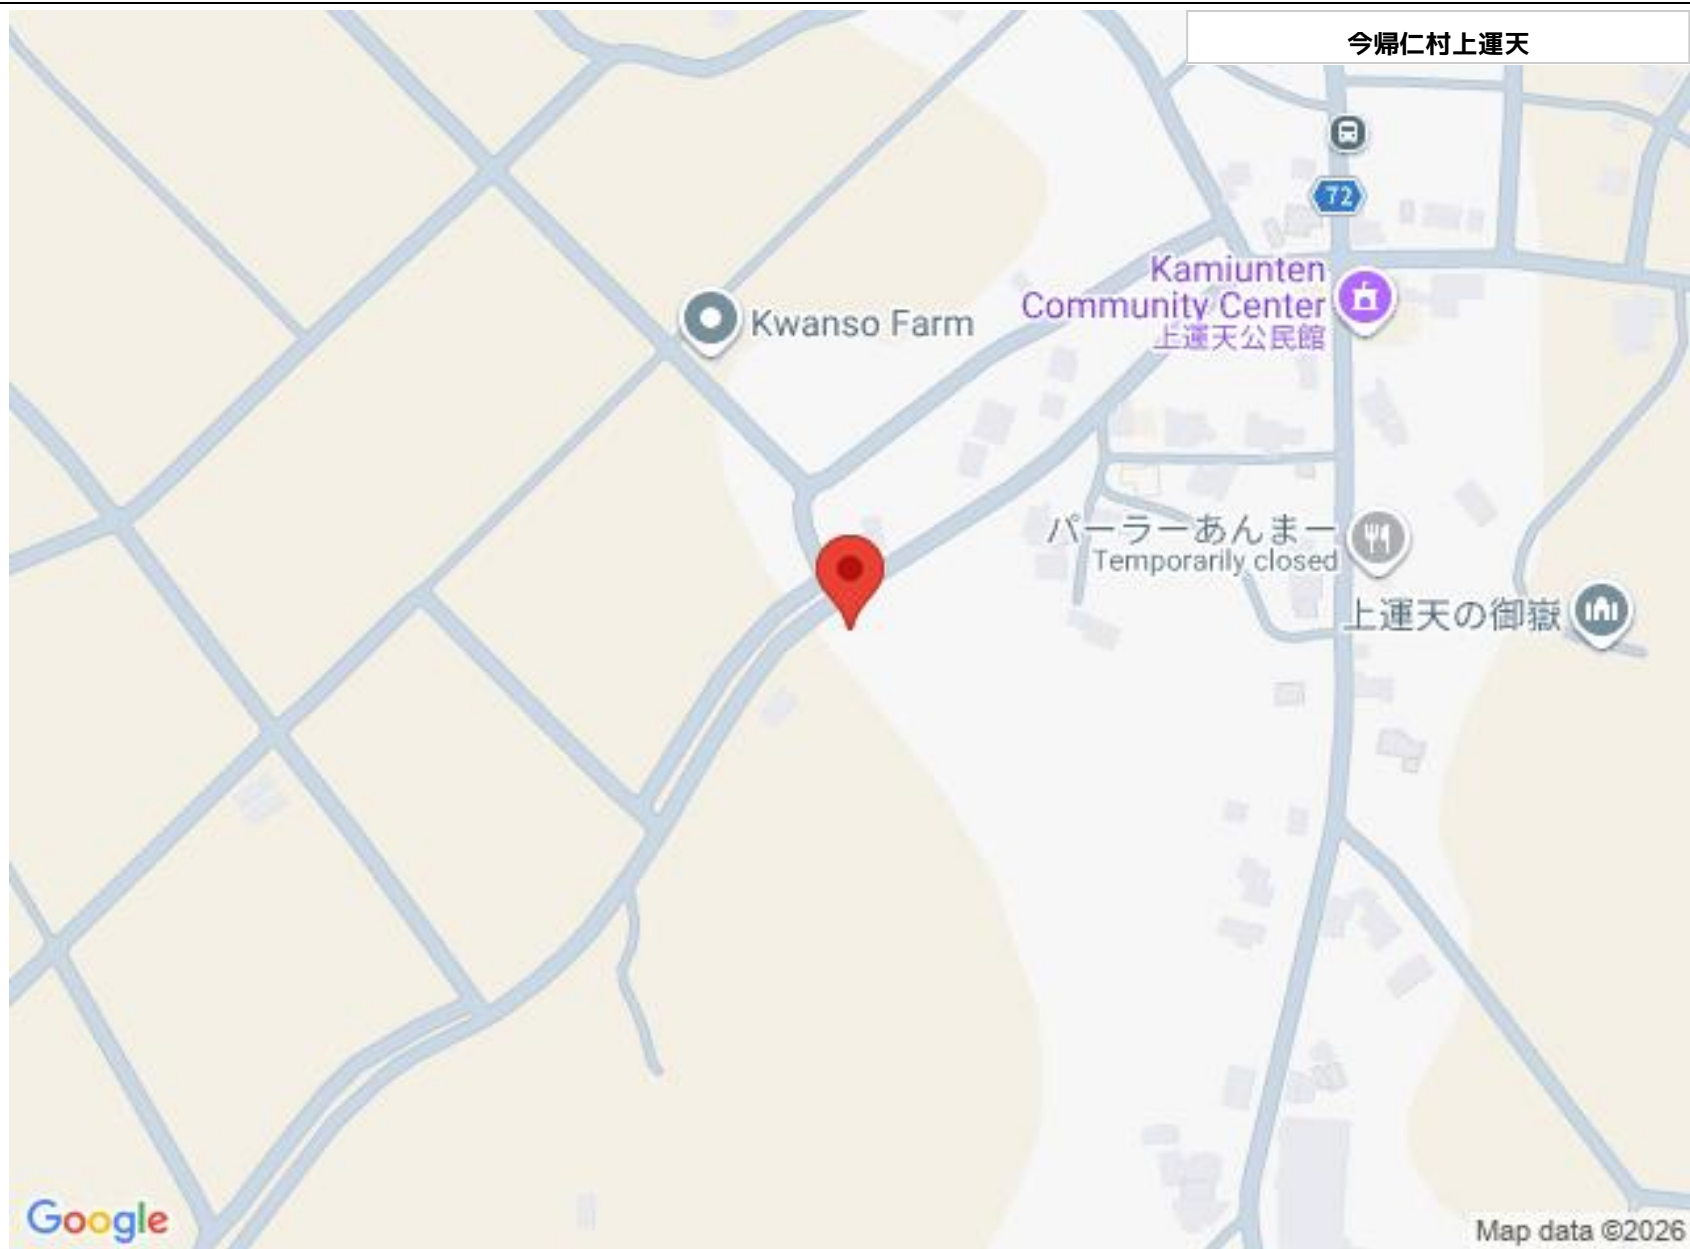 今帰仁村上運天
72
Kamiunten
Community Center
上運天公民館
Kwanso Farm
パーラーあんまー
Temporarily closed
上運天の御嶽
Google
Map data ©2026